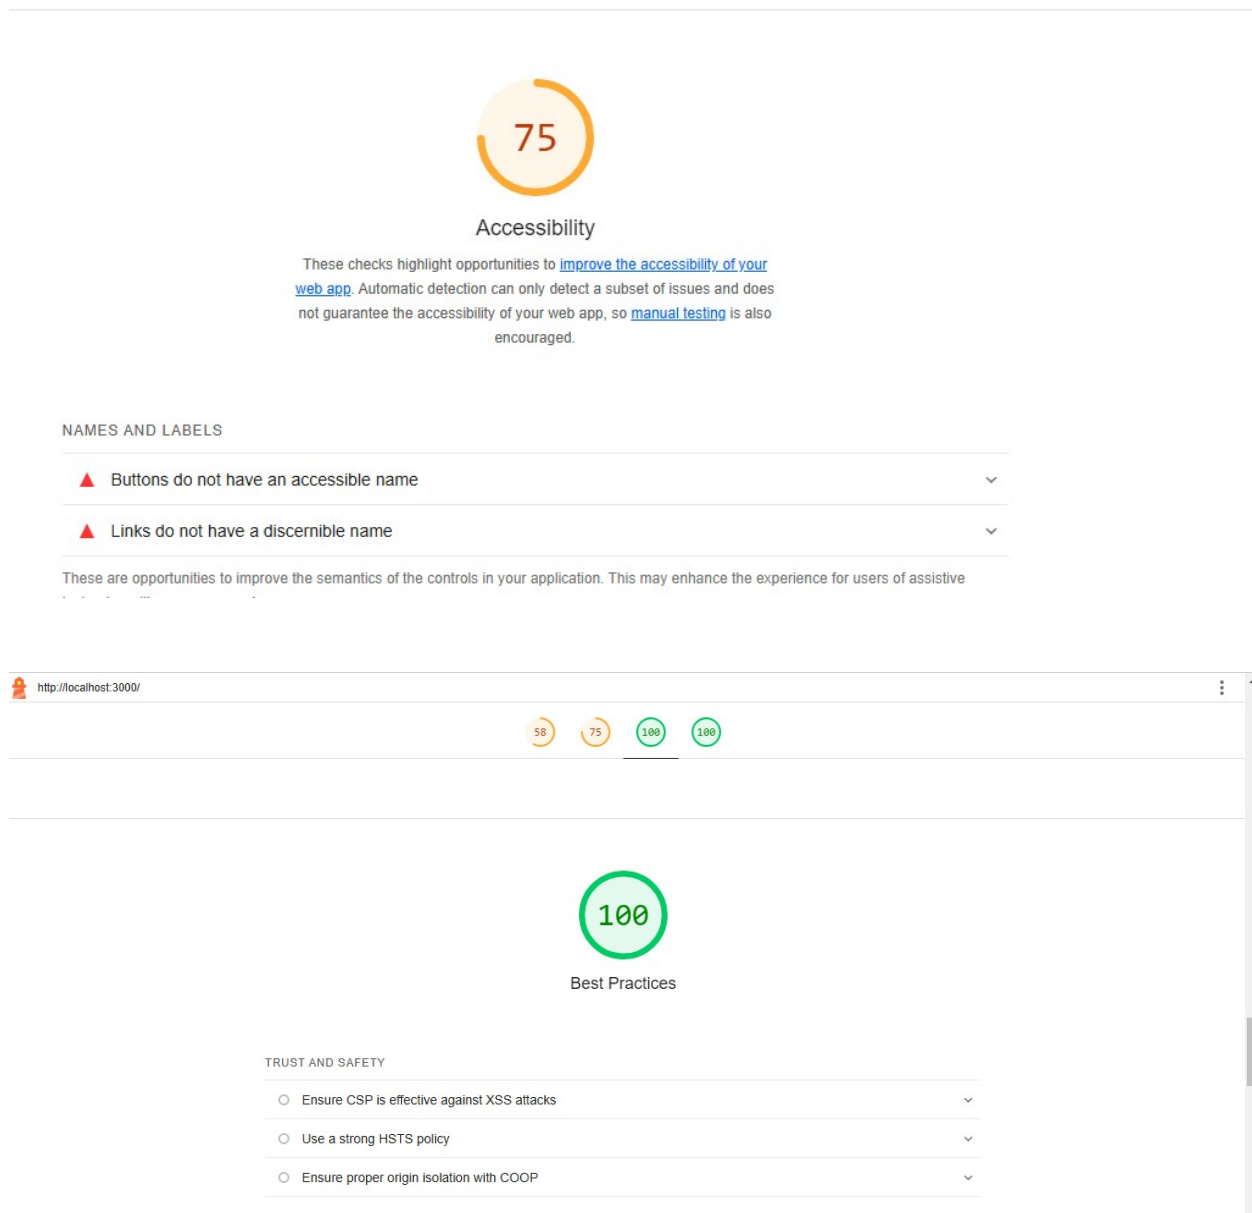 75
Accessibility
These checks highlight opportunities to improve the accessibility of your
web app. Automatic detection can only detect a subset of issues and does
not guarantee the accessibility of your web app, so manual testing is also
encouraged.
NAMES AND LABELS
Buttons do not have an accessible name
Links do not have a discernible name
These are opportunities to improve the semantics of the controls in your application. This may enhance the experience for users of assistive
http://localhost:3000/
58 75 100 100
100
Best Practices
TRUST AND SAFETY
Ensure CSP is effective against XSS attacks
Use a strong HSTS policy
Ensure proper origin isolation with COOP